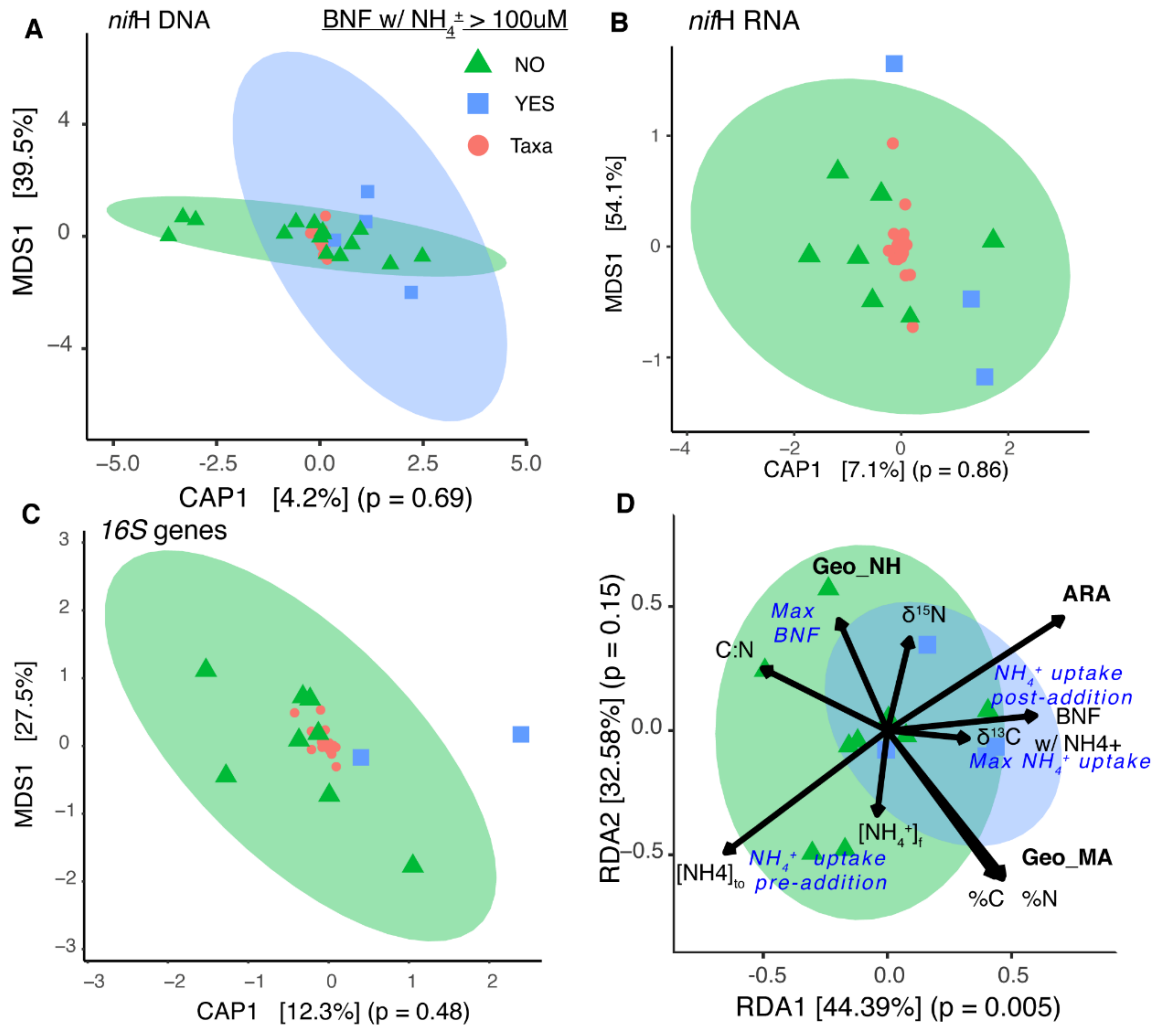 A
nifH DNA
BNF w/ NH4± > 100uM
NO
YES
Taxa
MDS1 [39.5%]
4
0
−4
-5.0
-2.5
0.0
2.5
5.0
CAP1 [4.2%] (p = 0.69)
B
nifH RNA
MDS1 [54.1%]
1
0
−1
−4
−2
0
2
CAP1 [7.1%] (p = 0.86)
C
16S genes
MDS1 [27.5%]
3
2
1
0
−1
−2
−3
−3
−2
−1
0
1
2
CAP1 [12.3%] (p = 0.48)
D
RDA2 [32.58%] (p = 0.15)
0.5
0.0
−0.5
Geo_NH
ARA
Max
BNF
δ¹⁵N
C:N
NH4+ uptake
post-addition
BNF
δ¹³C
w/ NH4+
Max NH4+ uptake
[NH4+]f
Geo_MA
[NH4]to
NH4+ uptake
pre-addition
%C %N
-0.5
0.0
0.5
RDA1 [44.39%] (p = 0.005)